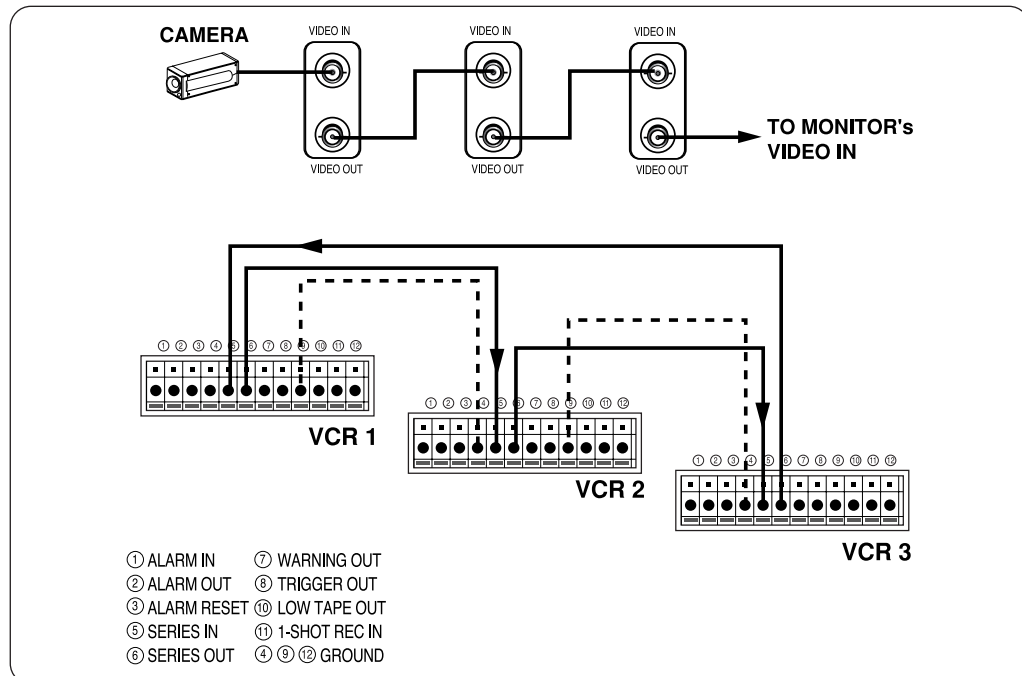 CAMERA
VIDEO IN VIDEO IN VIDEO IN
VIDEO OUT VIDEO OUT VIDEO OUT
TO MONITOR's
VIDEO IN
① ② ③ ④ ⑤ ⑥ ⑦ ⑧ ⑨ ⑩ ⑪ ⑫
VCR 1
① ② ③ ④ ⑤ ⑥ ⑦ ⑧ ⑨ ⑩ ⑪ ⑫
VCR 2
① ② ③ ④ ⑤ ⑥ ⑦ ⑧ ⑨ ⑩ ⑪ ⑫
VCR 3
① ALARM IN
② ALARM OUT
③ ALARM RESET
⑤ SERIES IN
⑥ SERIES OUT
⑦ WARNING OUT
⑧ TRIGGER OUT
⑩ LOW TAPE OUT
⑪ 1-SHOT REC IN
④ ⑨ ⑫ GROUND